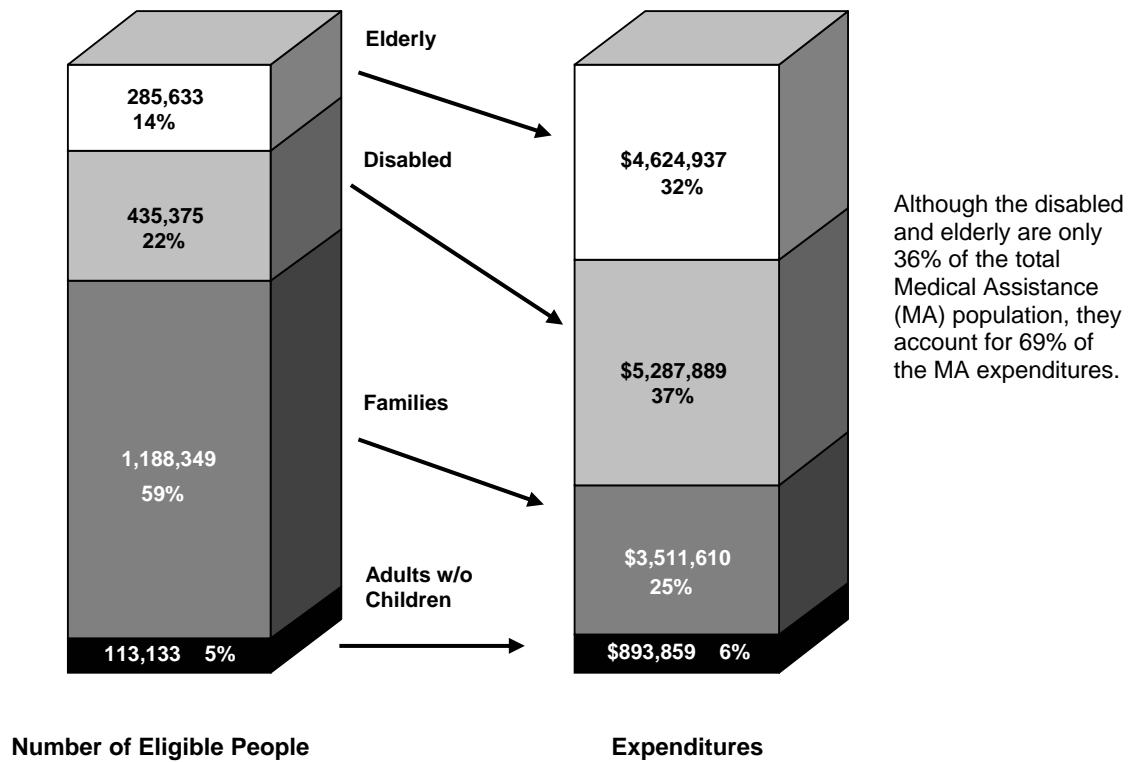 Elderly
285,633
14%
$4,624,937
32%
Disabled
435,375
22%
$5,287,889
37%
Families
1,188,349
59%
$3,511,610
25%
Adults w/o
Children
113,133 5%
$893,859 6%
Although the disabled
and elderly are only
36% of the total
Medical Assistance
(MA) population, they
account for 69% of
the MA expenditures.
Number of Eligible People
Expenditures